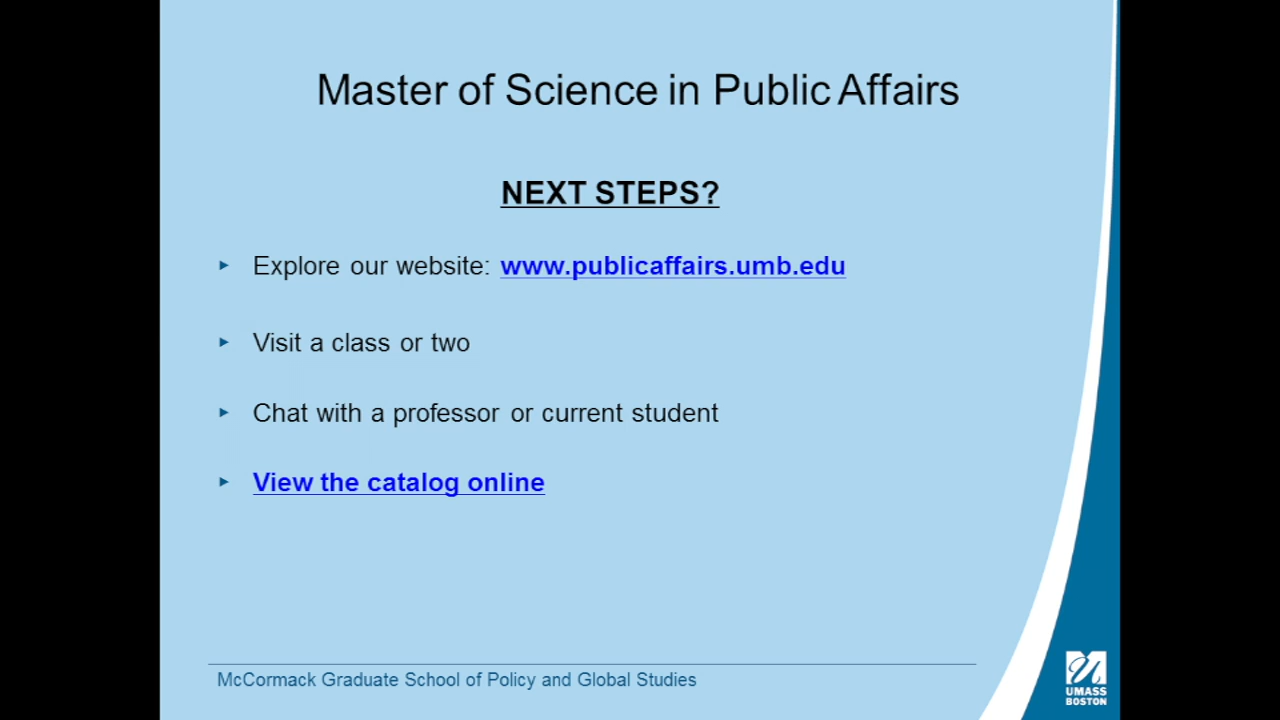 Master of Science in Public Affairs
NEXT STEPS?
▸ Explore our website: www.publicaffairs.umb.edu
▸ Visit a class or two
▸ Chat with a professor or current student
▸ View the catalog online
McCormack Graduate School of Policy and Global Studies
UMASS
BOSTON